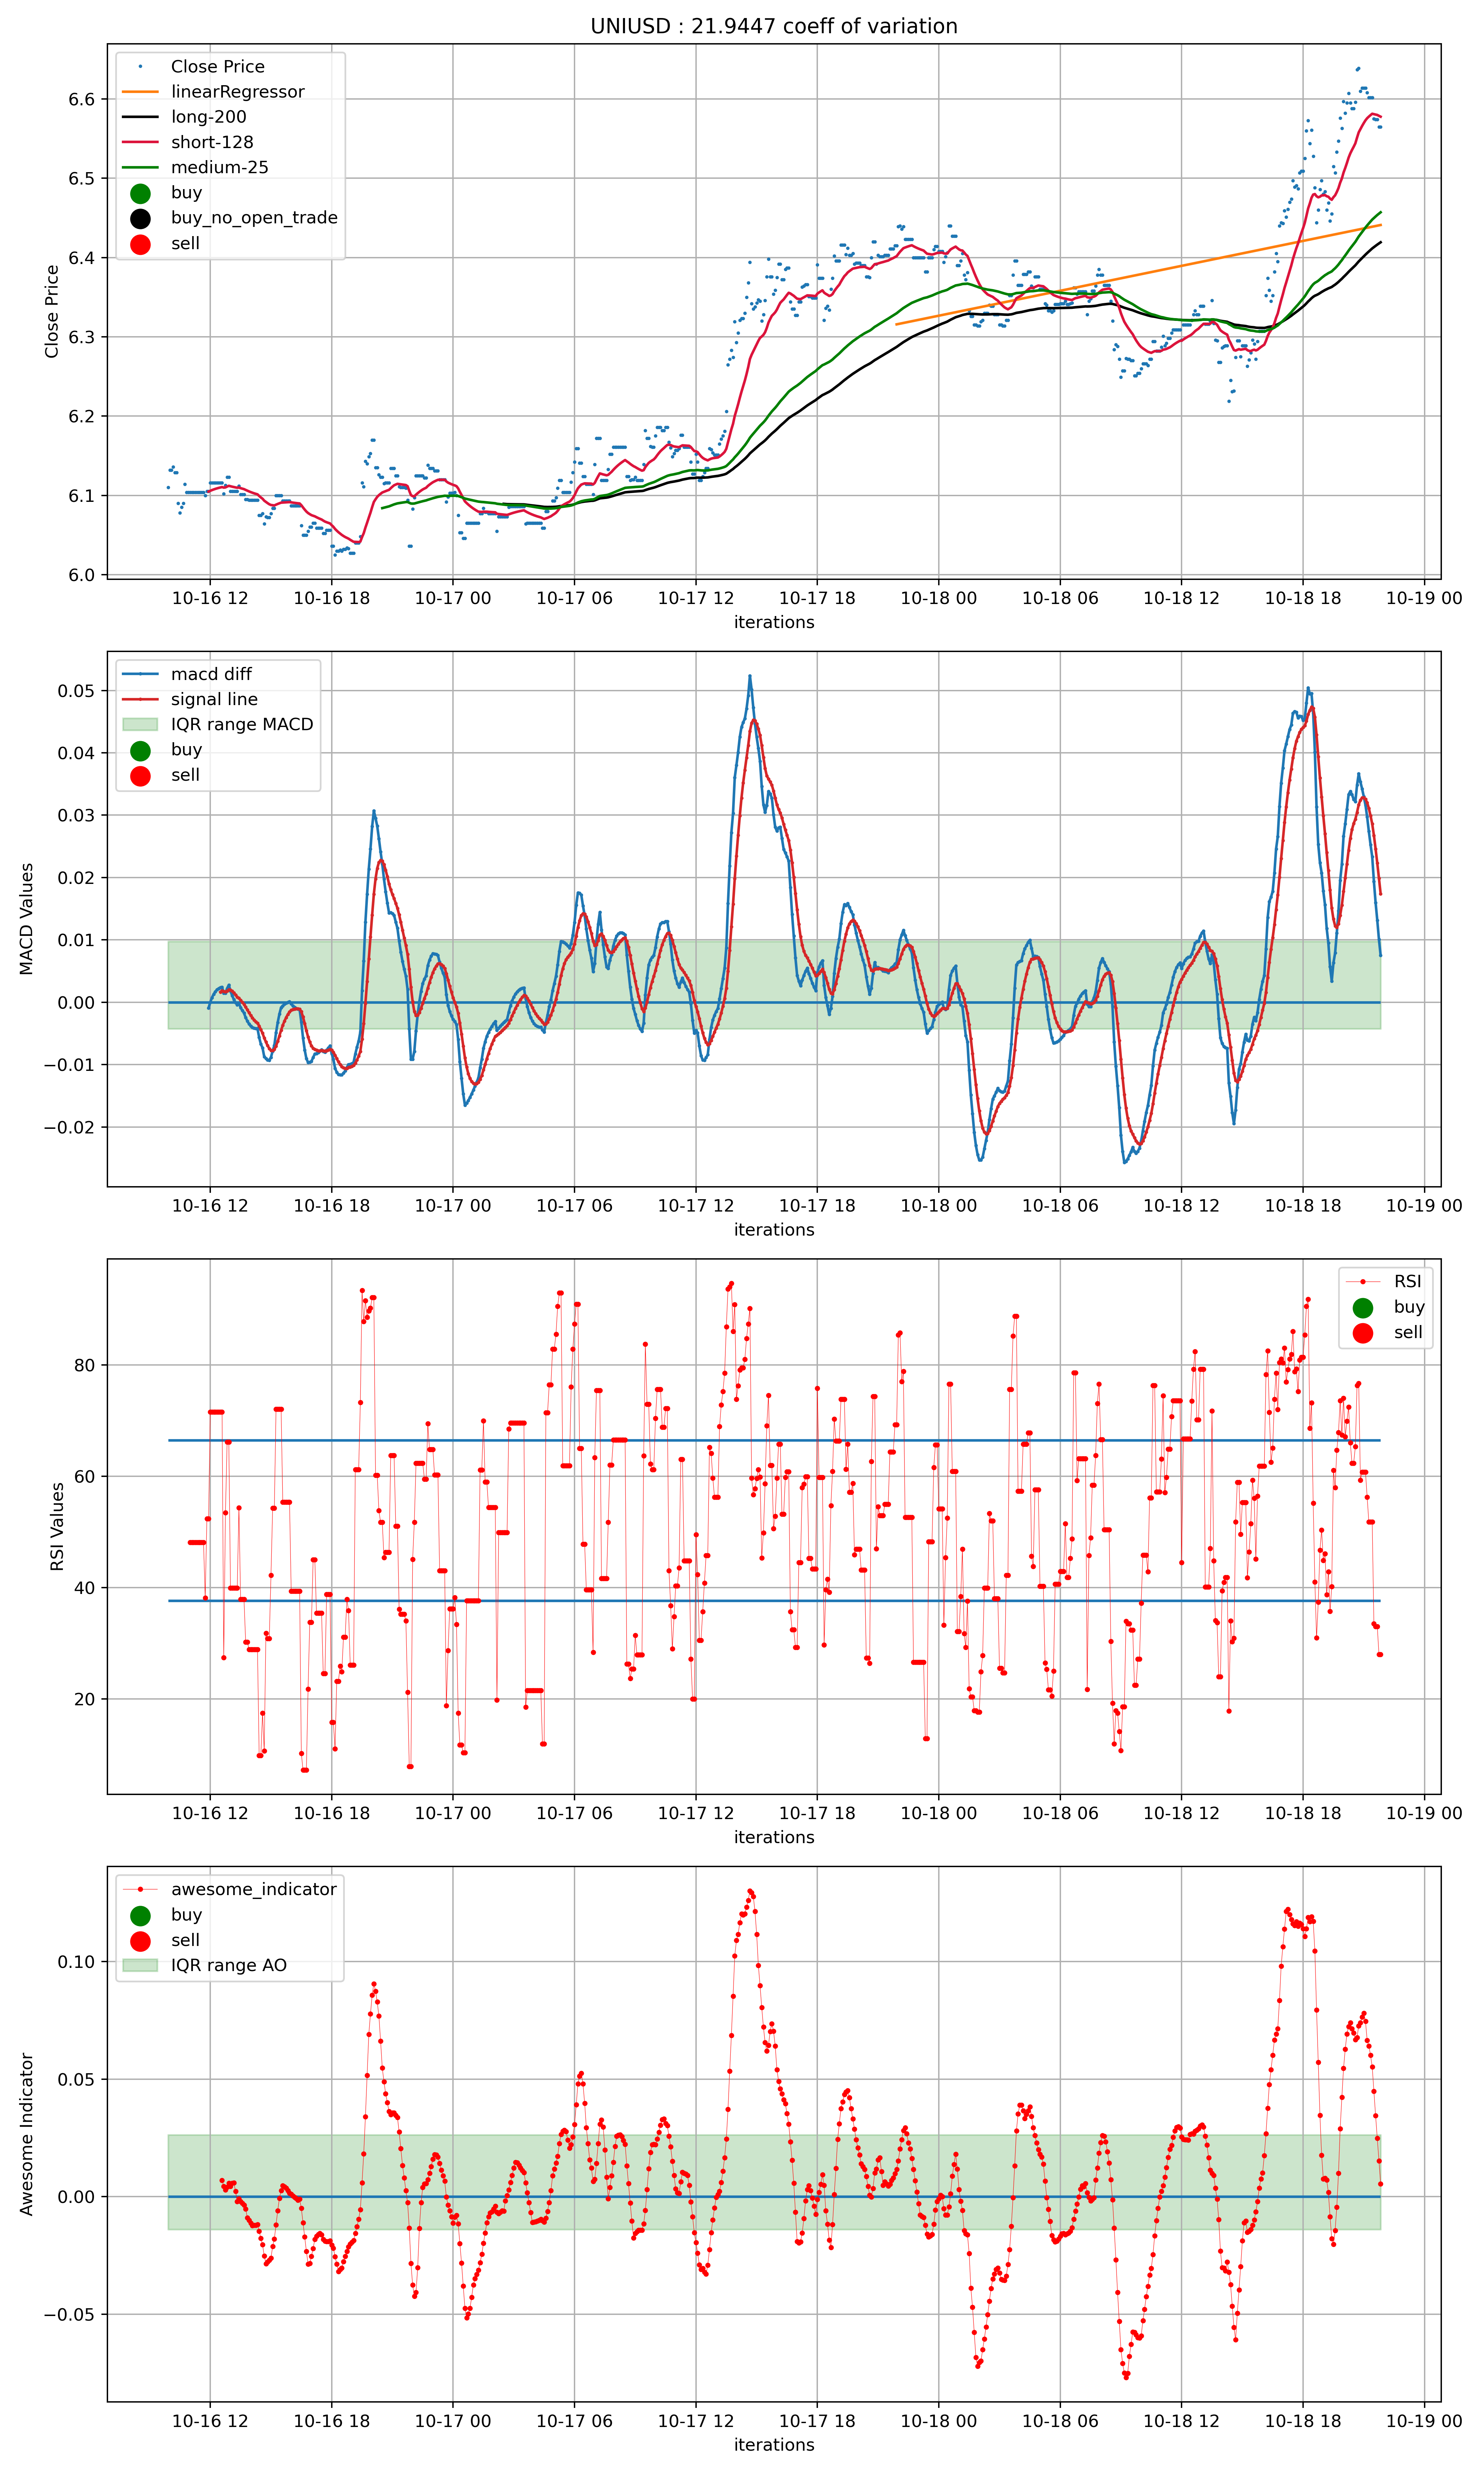 UNIUSD : 21.9447 coeff of variation
Close Price
linearRegressor
long-200
short-128
medium-25
buy
buy_no_open_trade
sell
Close Price
6.6
6.5
6.4
6.3
6.2
6.1
6.0
10-16 12 10-16 18 10-17 00 10-17 06 10-17 12 10-17 18 10-18 00 10-18 06 10-18 12 10-18 18 10-19 00
iterations
macd diff
signal line
IQR range MACD
buy
sell
MACD Values
0.05
0.04
0.03
0.02
0.01
0.00
−0.01
−0.02
10-16 12 10-16 18 10-17 00 10-17 06 10-17 12 10-17 18 10-18 00 10-18 06 10-18 12 10-18 18 10-19 00
iterations
RSI
buy
sell
RSI Values
80
60
40
20
10-16 12 10-16 18 10-17 00 10-17 06 10-17 12 10-17 18 10-18 00 10-18 06 10-18 12 10-18 18 10-19 00
iterations
awesome_indicator
buy
sell
IQR range AO
Awesome Indicator
0.10
0.05
0.00
−0.05
10-16 12 10-16 18 10-17 00 10-17 06 10-17 12 10-17 18 10-18 00 10-18 06 10-18 12 10-18 18 10-19 00
iterations